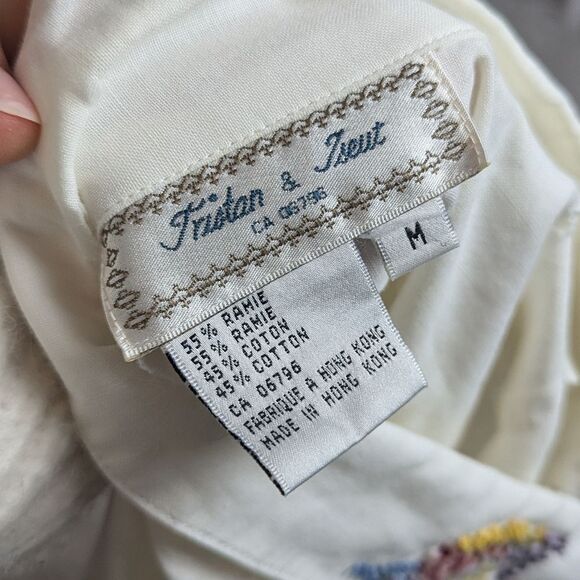 Tristan & Iseut
CA 06796
M
55% RAMIE
55% RAMIE
45% COTON
45% COTTON
CA 06796
FABRIQUE A HONG KONG
MADE IN HONG KONG